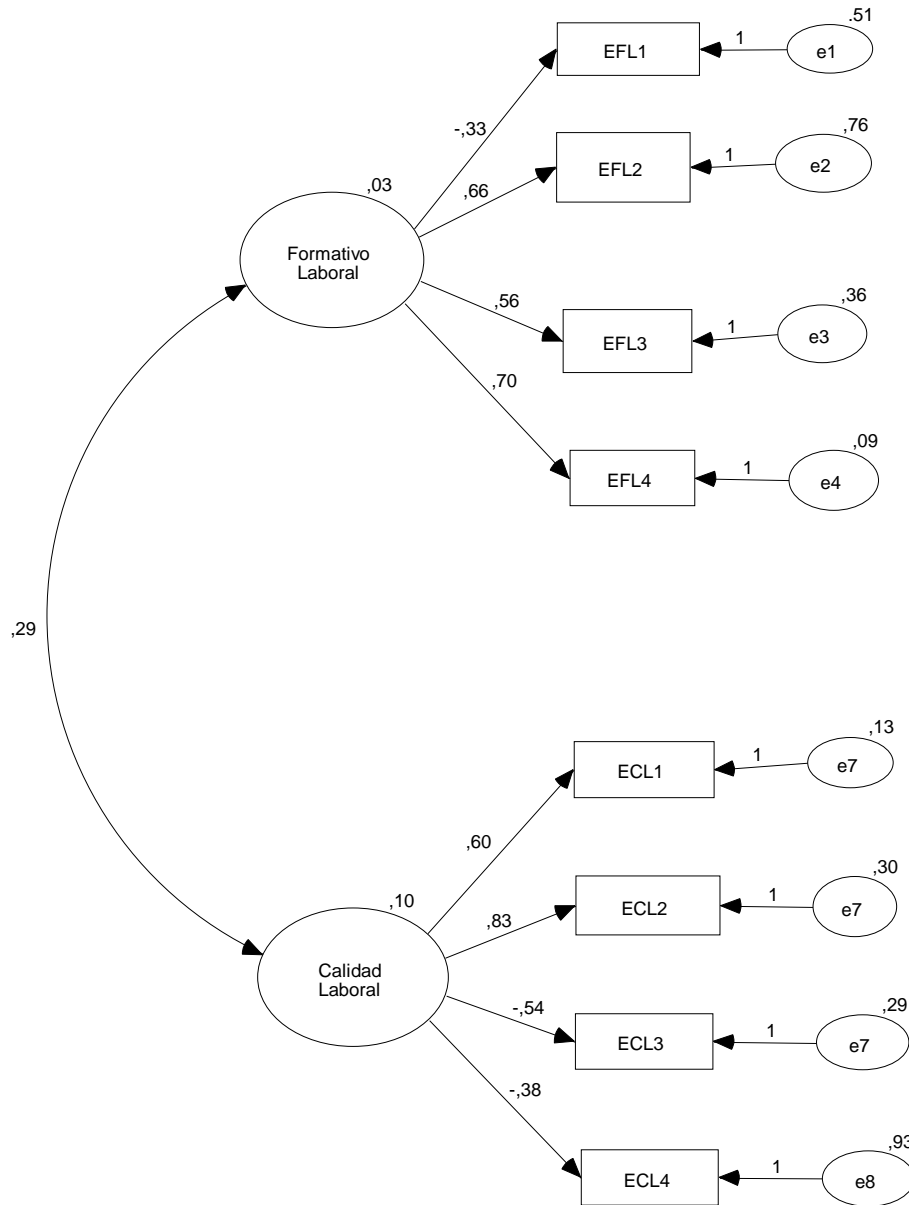 .51
EFL1
1
e1
-,33
,76
EFL2
1
e2
,66
,03
Formativo
Laboral
,36
EFL3
1
e3
,56
,70
,09
EFL4
1
e4
,29
,13
ECL1
1
e7
,60
,30
ECL2
1
e7
,10
,83
Calidad
Laboral
,29
ECL3
1
e7
-,54
-,38
,93
ECL4
1
e8